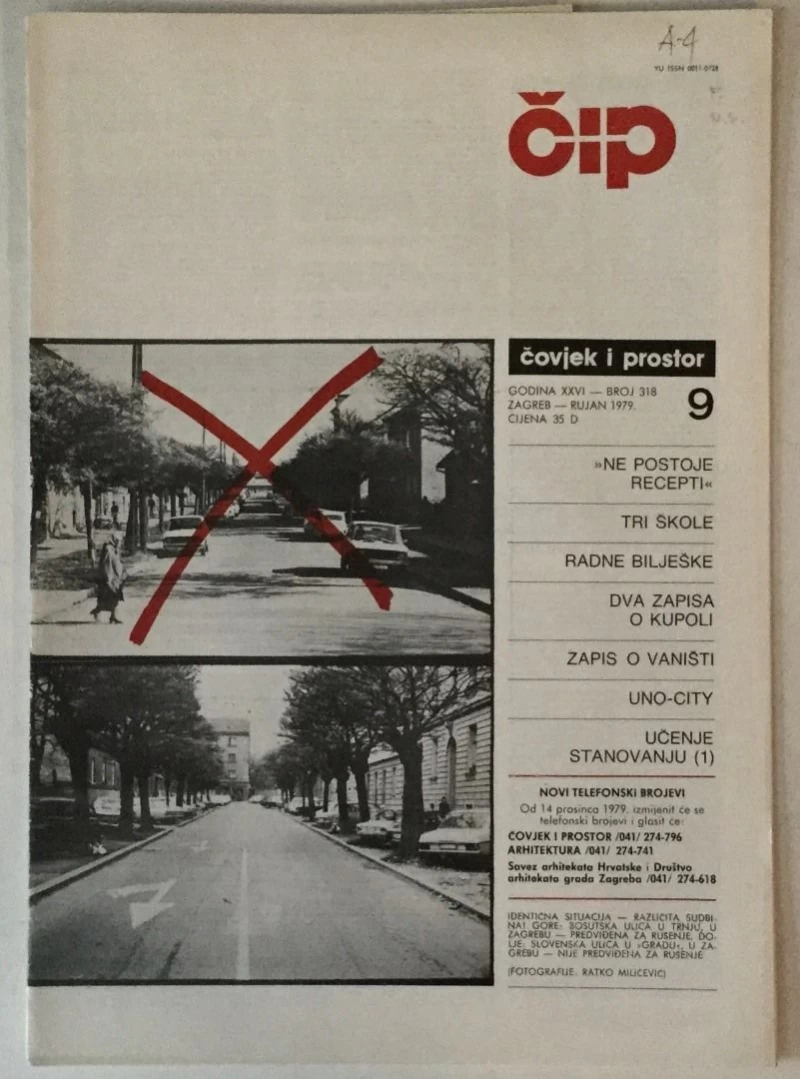 A-4
YU ISSN 0011-0728
čip
čovjek i prostor
GODINA XXVI — BROJ 318
ZAGREB — RUJAN 1979.
CIJENA 35 D
9
»NE POSTOJE
RECEPTI«
TRI ŠKOLE
RADNE BILJEŠKE
DVA ZAPISA
O KUPOLI
ZAPIS O VANIŠTI
UNO-CITY
UČENJE
STANOVANJU (1)
NOVI TELEFONSKI BROJEVI
Od 14 prosinca 1979. izmijenit će se
telefonski brojevi i glasit će:
ČOVJEK I PROSTOR /041/ 274-796
ARHITEKTURA /041/ 274-741
Savez arhitekata Hrvatske i Društvo
arhitekata grada Zagreba /041/ 274-618
IDENTIČNA SITUACIJA — RAZLIČITA SUDBI-
NA! GORE: BOSUTSKA ULICA U TRNJU, U
ZAGREBU — PREDVIĐENA ZA RUŠENJE. DO-
LJE: SLOVENSKA ULICA U »GRADU«, U ZA-
GREBU — NIJE PREDVIĐENA ZA RUŠENJE
(FOTOGRAFIJE: RATKO MILIČEVIĆ)